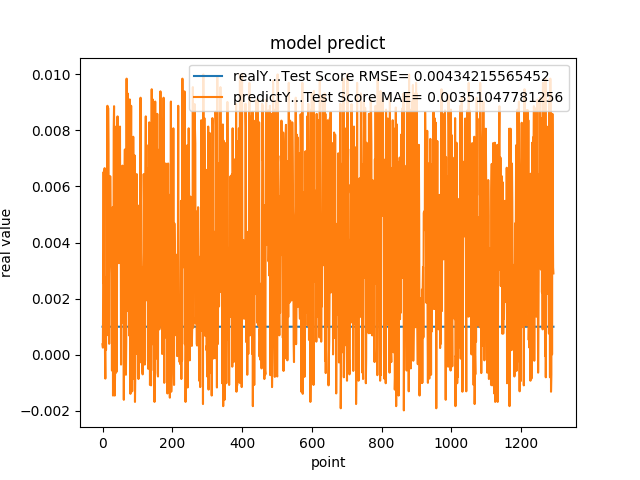 model predict
realY...Test Score RMSE= 0.00434215565452
predictY...Test Score MAE= 0.00351047781256
real value
0.010
0.008
0.006
0.004
0.002
0.000
−0.002
0 200 400 600 800 1000 1200
point